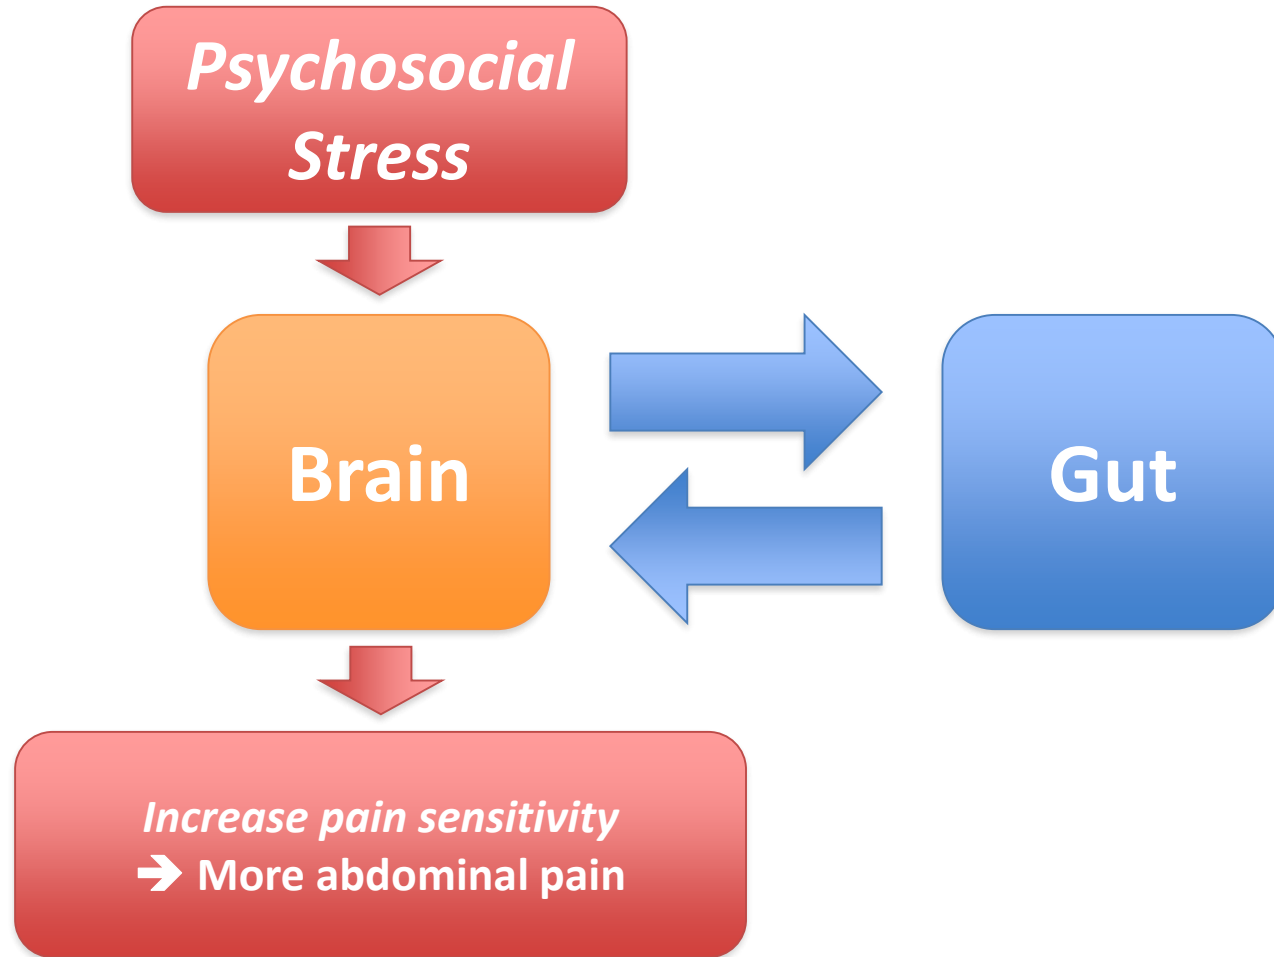 Psychosocial
Stress
Brain
Gut
Increase pain sensitivity
➔ More abdominal pain